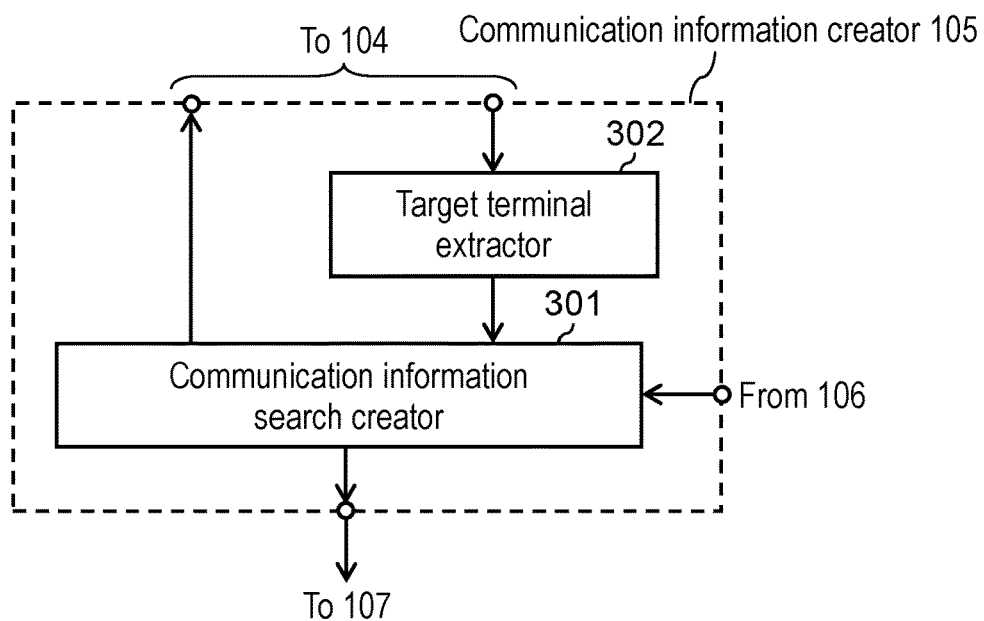 Communication information creator 105
To 104
302
Target terminal
extractor
301
Communication information
search creator
From 106
To 107